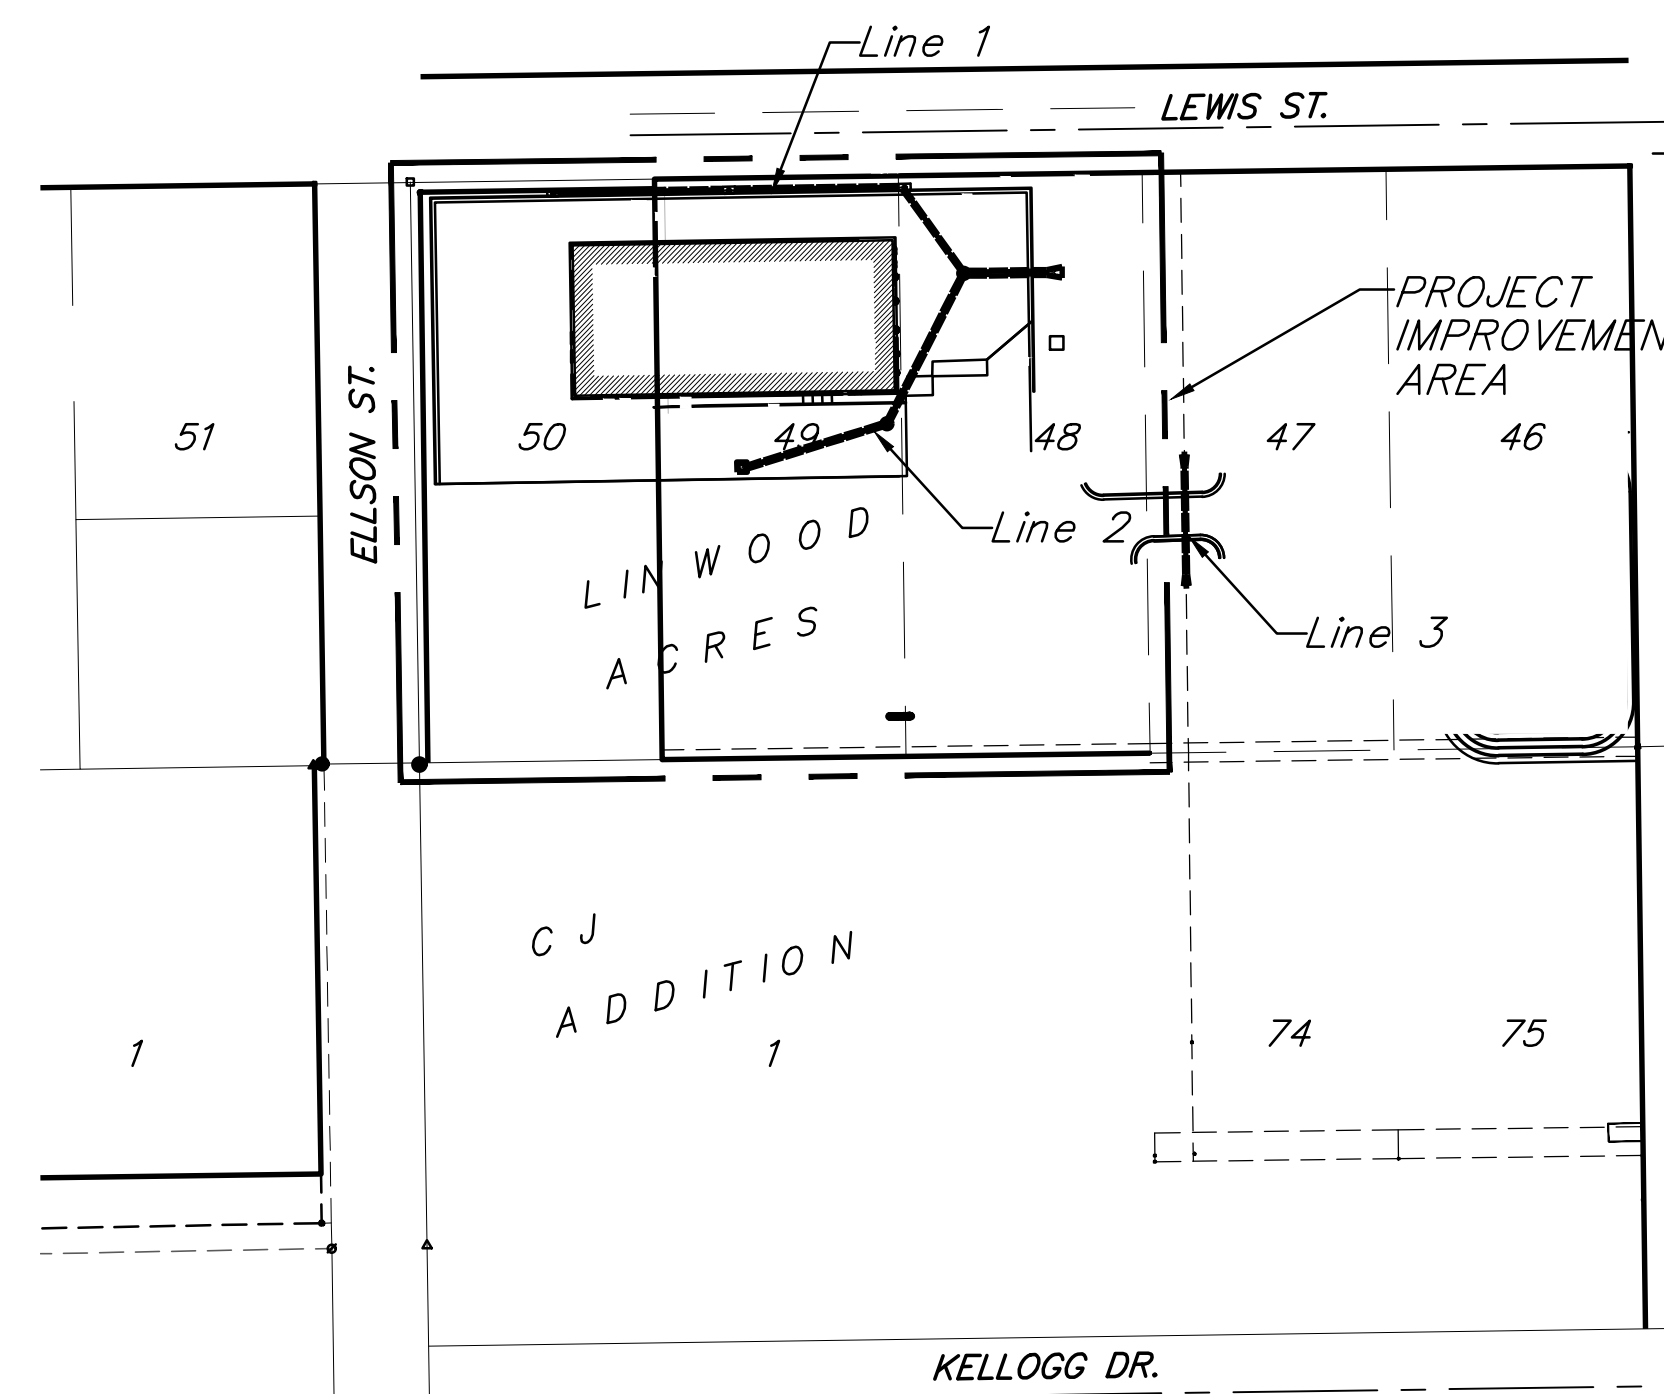 Line 1
LEWIS ST.
PROJECT
IMPROVEMEN
AREA
ELLSON ST.
51
50
49
48
47
46
Line 2
LINWOOD
ACRES
Line 3
CJ
ADDITION
1
1
74
75
KELLOGG DR.